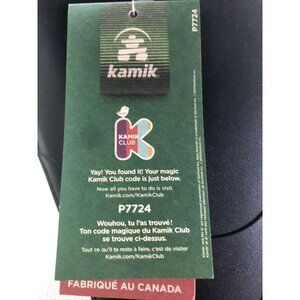 kamik
P7724
KAMIK
CLUB
Yay! You found it! Your magic
Kamik Club code is just below.
Now all you have to do is visit
Kamik.com/KamikClub
P7724
Wouhou, tu l'as trouvé!
Ton code magique du Kamik Club
se trouve ci-dessus.
Tout ce qu'il te reste à faire, c'est de visiter
Kamik.com/KamikClub
FABRIQUÉ AU CANADA